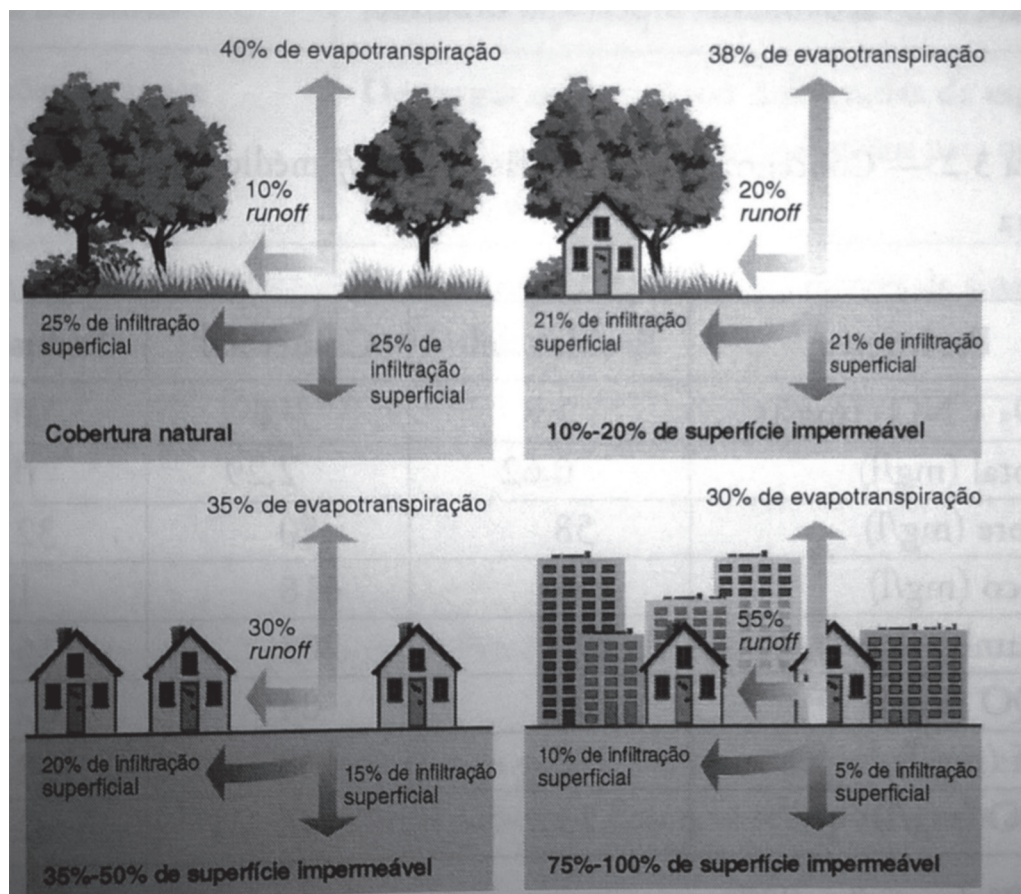 40% de evapotranspiração
10%
runoff
25% de infiltração
superficial
25% de
infiltração
superficial
Cobertura natural
38% de evapotranspiração
20%
runoff
21% de infiltração
superficial
21% de infiltração
superficial
10%-20% de superfície impermeável
35% de evapotranspiração
30%
runoff
20% de infiltração
superficial
15% de infiltração
superficial
35%-50% de superfície impermeável
30% de evapotranspiração
55%
runoff
10% de infiltração
superficial
5% de infiltração
superficial
75%-100% de superfície impermeável